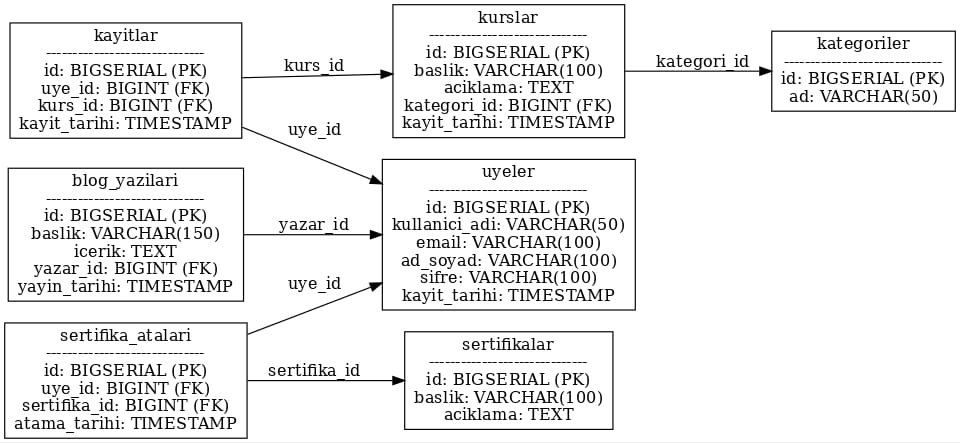 kayitlar
------------------------------
id: BIGSERIAL (PK)
uye_id: BIGINT (FK)
kurs_id: BIGINT (FK)
kayit_tarihi: TIMESTAMP
kurs_id
uye_id
kurslar
------------------------------
id: BIGSERIAL (PK)
baslik: VARCHAR(100)
aciklama: TEXT
kategori_id: BIGINT (FK)
kayit_tarihi: TIMESTAMP
kategori_id
kategoriler
------------------------------
id: BIGSERIAL (PK)
ad: VARCHAR(50)
blog_yazilari
------------------------------
id: BIGSERIAL (PK)
baslik: VARCHAR(150)
icerik: TEXT
yazar_id: BIGINT (FK)
yayin_tarihi: TIMESTAMP
yazar_id
uyeler
------------------------------
id: BIGSERIAL (PK)
kullanici_adi: VARCHAR(50)
email: VARCHAR(100)
ad_soyad: VARCHAR(100)
sifre: VARCHAR(100)
kayit_tarihi: TIMESTAMP
sertifika_atalari
------------------------------
id: BIGSERIAL (PK)
uye_id: BIGINT (FK)
sertifika_id: BIGINT (FK)
atama_tarihi: TIMESTAMP
uye_id
sertifika_id
sertifikalar
------------------------------
id: BIGSERIAL (PK)
baslik: VARCHAR(100)
aciklama: TEXT